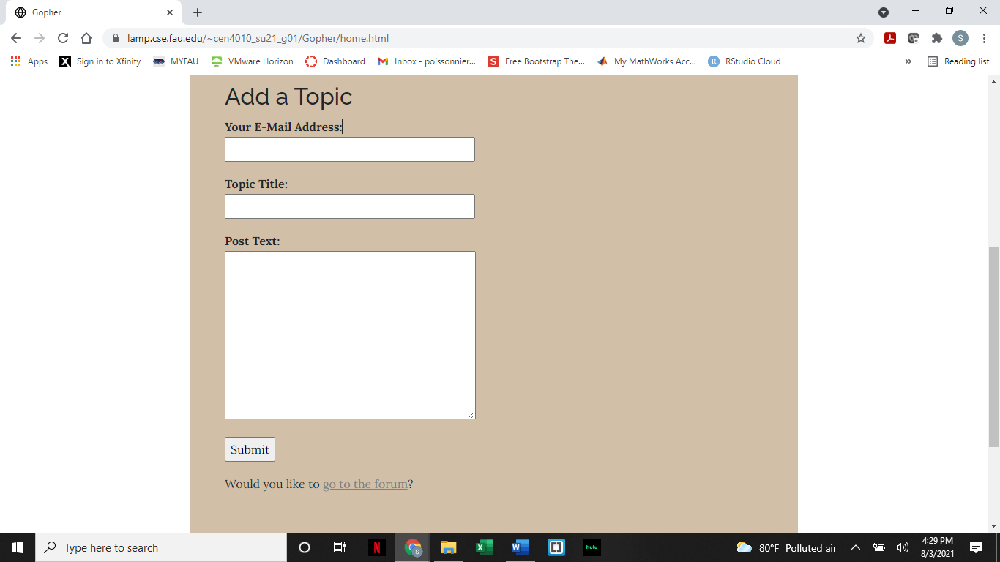 Gopher
lamp.cse.fau.edu/~cen4010_su21_g01/Gopher/home.html
S
Apps
X
Sign in to Xfinity
MYFAU
VMware Horizon
Dashboard
Inbox - poissonnier...
S
Free Bootstrap The...
My MathWorks Acc...
R
RStudio Cloud
»
Reading list
Add a Topic
Your E-Mail Address:
Topic Title:
Post Text:
Submit
Would you like to go to the forum?
Type here to search
N
S
X
W
hulu
80°F Polluted air
4:29 PM
8/3/2021